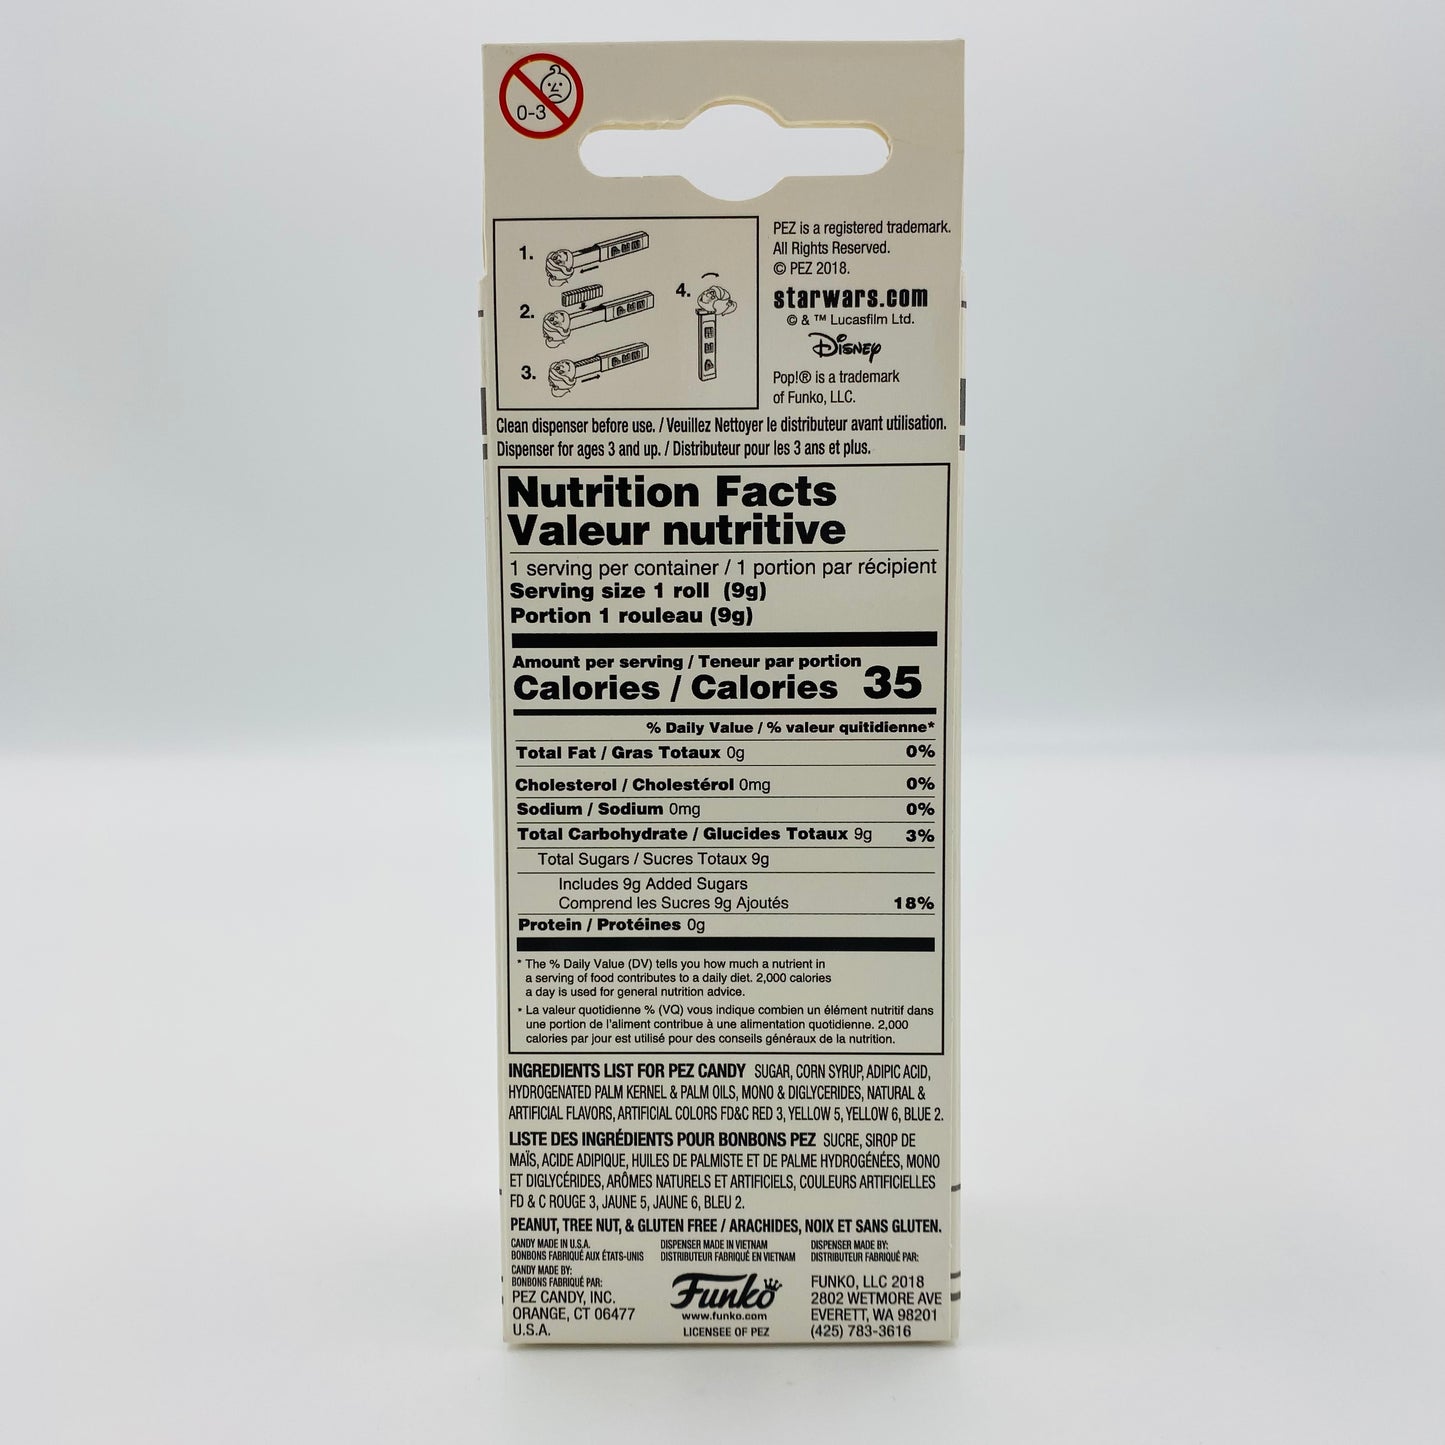 0-3
1.
2.
3.
4.
PEZ is a registered trademark.
All Rights Reserved.
© PEZ 2018.
starwars.com
© & ™ Lucasfilm Ltd.
Disney
Pop!® is a trademark
of Funko, LLC.
Clean dispenser before use. / Veuillez Nettoyer le distributeur avant utilisation.
Dispenser for ages 3 and up. / Distributeur pour les 3 ans et plus.
Nutrition Facts
Valeur nutritive
1 serving per container / 1 portion par récipient
Serving size 1 roll (9g)
Portion 1 rouleau (9g)
Amount per serving / Teneur par portion
Calories / Calories 35
% Daily Value / % valeur quitidienne*
Total Fat / Gras Totaux 0g 0%
Cholesterol / Cholestérol 0mg 0%
Sodium / Sodium 0mg 0%
Total Carbohydrate / Glucides Totaux 9g 3%
Total Sugars / Sucres Totaux 9g
Includes 9g Added Sugars
Comprend les Sucres 9g Ajoutés 18%
Protein / Protéines 0g
* The % Daily Value (DV) tells you how much a nutrient in
a serving of food contributes to a daily diet. 2,000 calories
a day is used for general nutrition advice.
* La valeur quotidienne % (VQ) vous indique combien un élément nutritif dans
une portion de l'aliment contribue à une alimentation quotidienne. 2,000
calories par jour est utilisé pour des conseils généraux de la nutrition.
INGREDIENTS LIST FOR PEZ CANDY SUGAR, CORN SYRUP, ADIPIC ACID,
HYDROGENATED PALM KERNEL & PALM OILS, MONO & DIGLYCERIDES, NATURAL &
ARTIFICIAL FLAVORS, ARTIFICIAL COLORS FD&C RED 3, YELLOW 5, YELLOW 6, BLUE 2.
LISTE DES INGRÉDIENTS POUR BONBONS PEZ SUCRE, SIROP DE
MAÏS, ACIDE ADIPIQUE, HUILES DE PALMISTE ET DE PALME HYDROGÉNÉES, MONO
ET DIGLYCÉRIDES, ARÔMES NATURELS ET ARTIFICIELS, COULEURS ARTIFICIELLES
FD & C ROUGE 3, JAUNE 5, JAUNE 6, BLEU 2.
PEANUT, TREE NUT, & GLUTEN FREE / ARACHIDES, NOIX ET SANS GLUTEN.
CANDY MADE IN U.S.A.
BONBONS FABRIQUÉ AUX ÉTATS-UNIS
CANDY MADE BY:
BONBONS FABRIQUÉ PAR:
PEZ CANDY, INC.
ORANGE, CT 06477
U.S.A.
DISPENSER MADE IN VIETNAM
DISTRIBUTEUR FABRIQUÉ EN VIETNAM
Funko
www.funko.com
LICENSEE OF PEZ
DISPENSER MADE BY:
DISTRIBUTEUR FABRIQUÉ PAR:
FUNKO, LLC 2018
2802 WETMORE AVE
EVERETT, WA 98201
(425) 783-3616